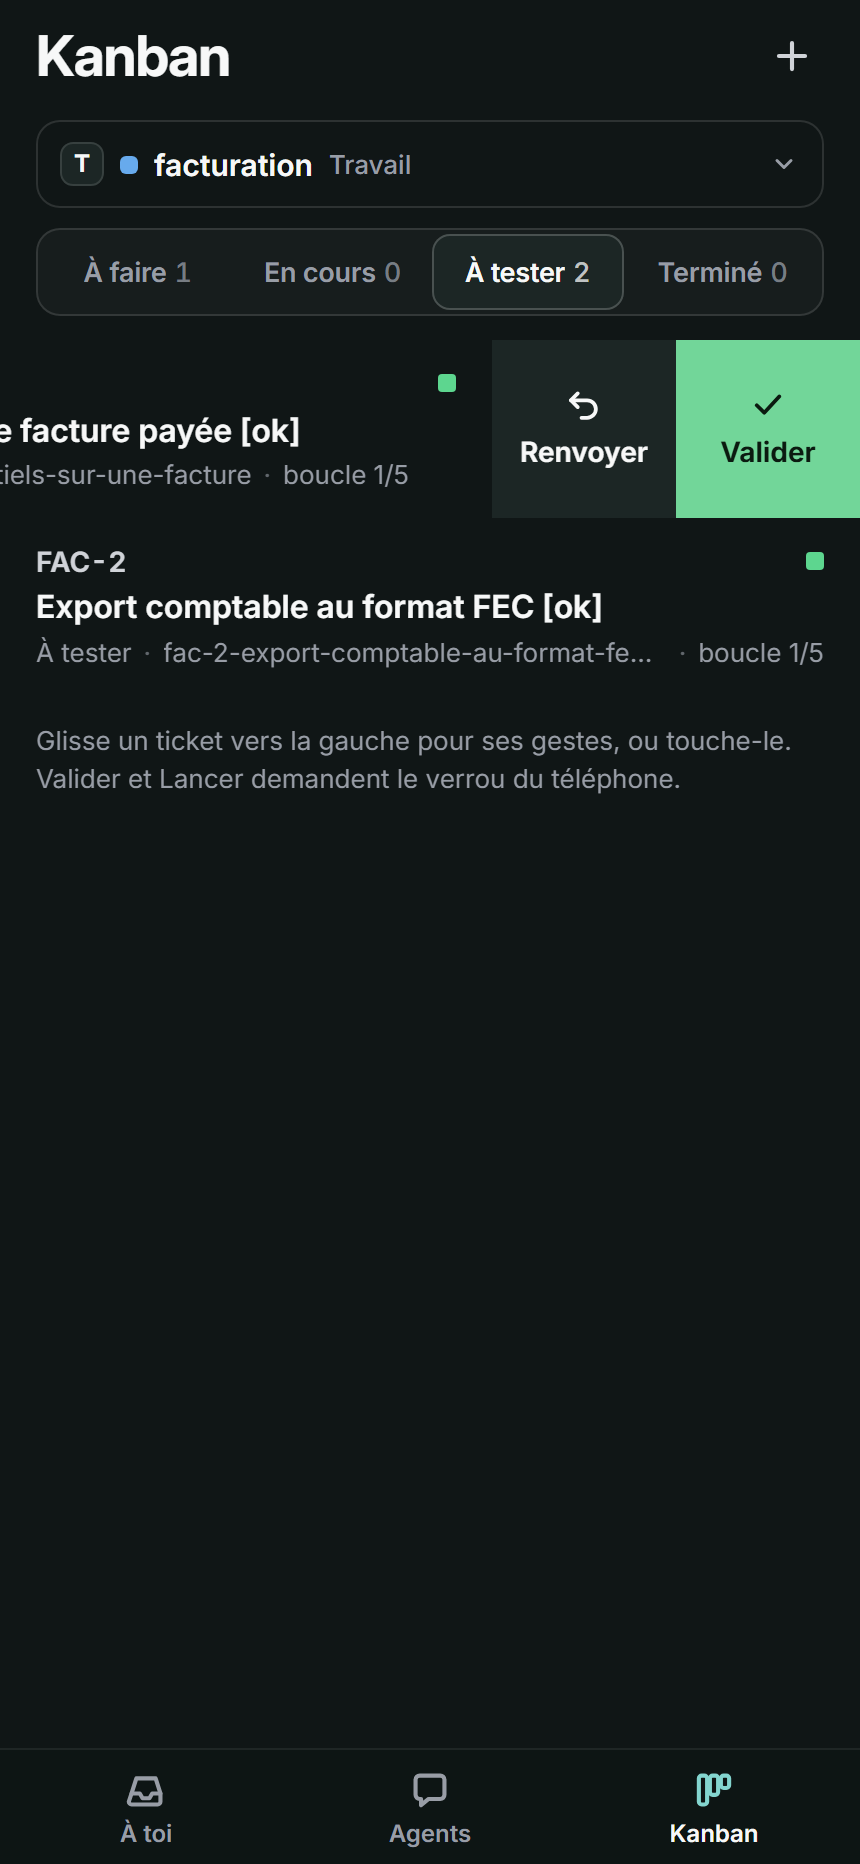 Kanban
T facturation Travail
À faire 1 En cours 0 À tester 2 Terminé 0
e facture payée [ok]
tiels-sur-une-facture · boucle 1/5
Renvoyer
Valider
FAC-2
Export comptable au format FEC [ok]
À tester · fac-2-export-comptable-au-format-fe... · boucle 1/5
Glisse un ticket vers la gauche pour ses gestes, ou touche-le.
Valider et Lancer demandent le verrou du téléphone.
À toi Agents Kanban